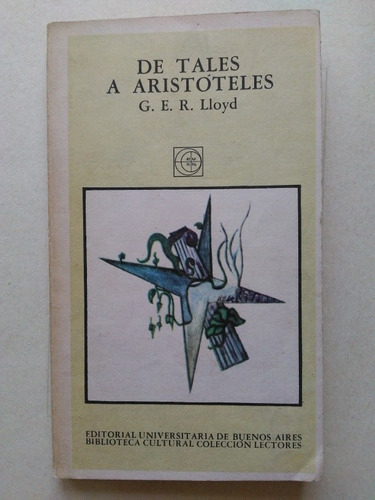 DE TALES
A ARISTÓTELES
G. E. R. Lloyd
EDITORIAL UNIVERSITARIA DE BUENOS AIRES
BIBLIOTECA CULTURAL COLECCIÓN LECTORES